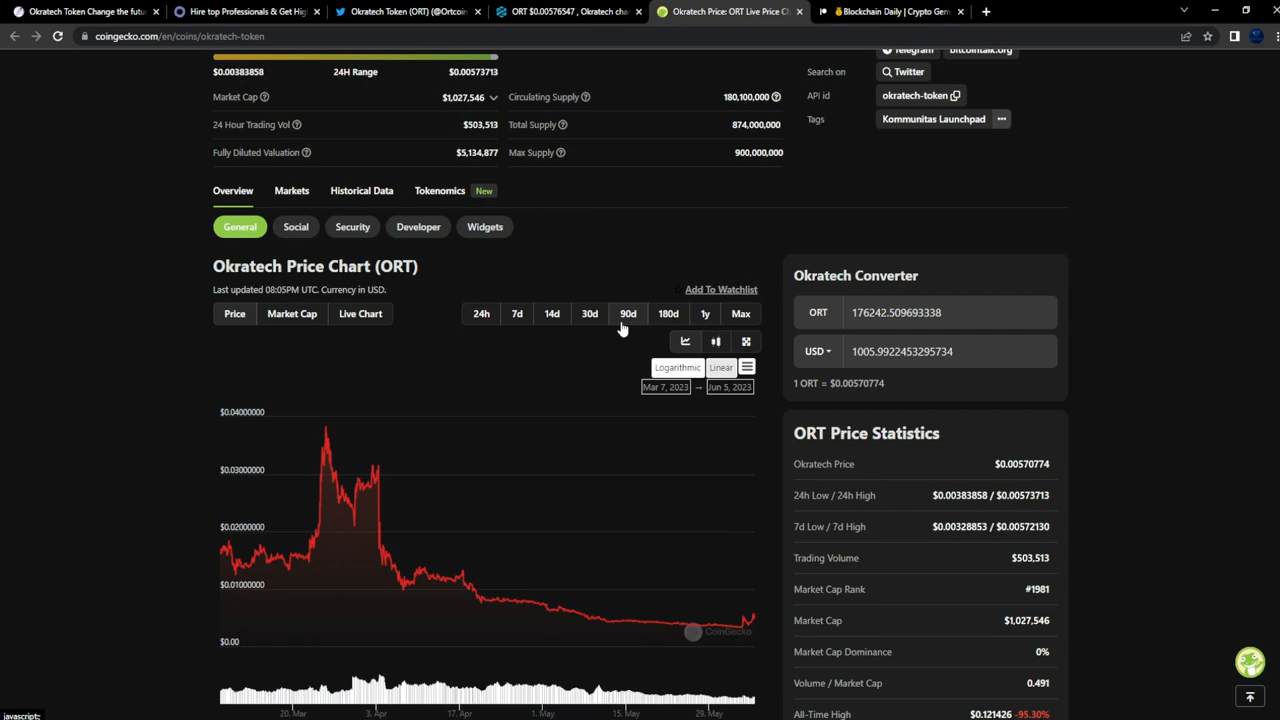 Okratech Token Change the futur
Hire top Professionals & Get Hig
Okratech Token (ORT) (@Ortcoin
ORT $0.00576547 , Okratech cha
Okratech Price: ORT Live Price Ch
Blockchain Daily | Crypto Gem
coingecko.com/en/coins/okratech-token
Telegram
bitcointalk.org
$0.00383858
24H Range
$0.00573713
Search on
Twitter
Market Cap
$1,027,546
Circulating Supply
180,100,000
API id
okratech-token
24 Hour Trading Vol
$503,513
Total Supply
874,000,000
Tags
Kommunitas Launchpad
Fully Diluted Valuation
$5,134,877
Max Supply
900,000,000
Overview
Markets
Historical Data
Tokenomics
New
General
Social
Security
Developer
Widgets
Okratech Price Chart (ORT)
Last updated 08:05PM UTC. Currency in USD.
Add To Watchlist
Price
Market Cap
Live Chart
24h
7d
14d
30d
90d
180d
1y
Max
Logarithmic
Linear
Mar 7, 2023 → Jun 5, 2023
$0.04000000
$0.03000000
$0.02000000
$0.01000000
$0.00
CoinGecko
20. Mar
3. Apr
17. Apr
1. May
15. May
29. May
Okratech Converter
ORT
176242.509693338
USD
1005.9922453295734
1 ORT = $0.00570774
ORT Price Statistics
Okratech Price
$0.00570774
24h Low / 24h High
$0.00383858 / $0.00573713
7d Low / 7d High
$0.00328853 / $0.00572130
Trading Volume
$503,513
Market Cap Rank
#1981
Market Cap
$1,027,546
Market Cap Dominance
0%
Volume / Market Cap
0.491
All-Time High
$0.121426 -95.30%
javascript:;